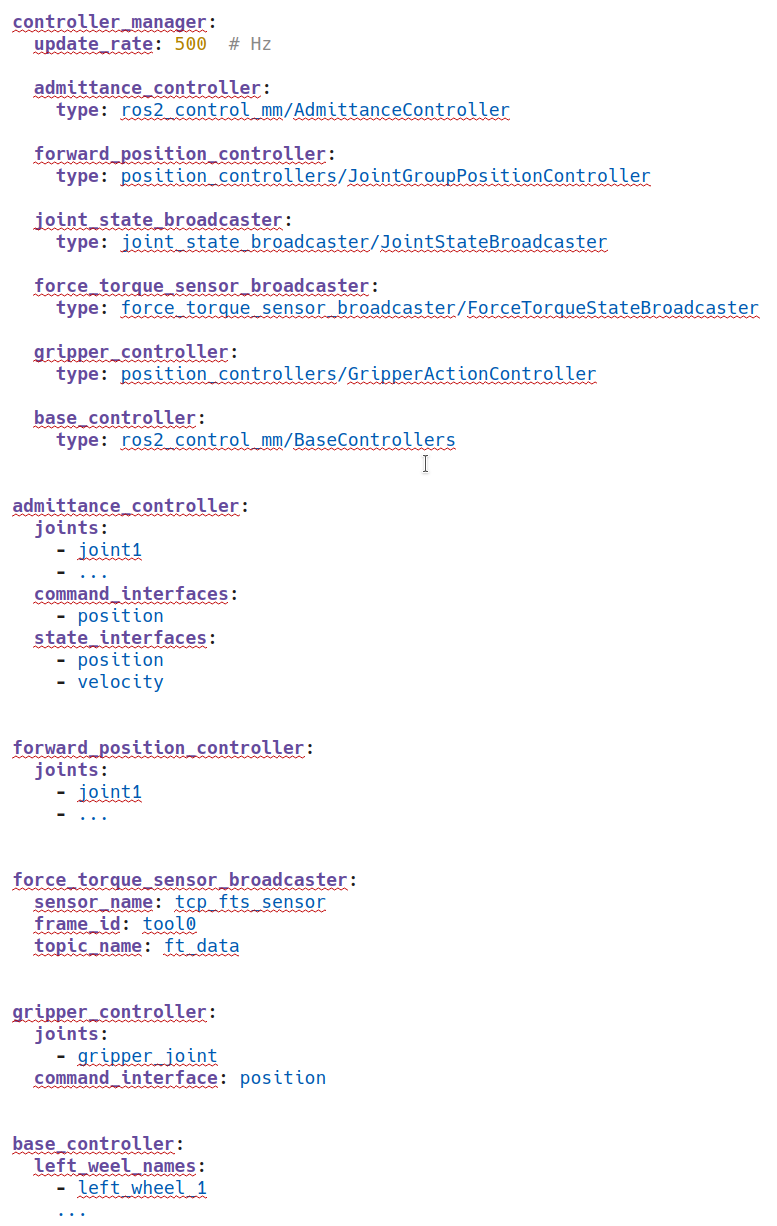 controller_manager:
  update_rate: 500  # Hz

  admittance_controller:
    type: ros2_control_mm/AdmittanceController

  forward_position_controller:
    type: position_controllers/JointGroupPositionController

  joint_state_broadcaster:
    type: joint_state_broadcaster/JointStateBroadcaster

  force_torque_sensor_broadcaster:
    type: force_torque_sensor_broadcaster/ForceTorqueStateBroadcaster

  gripper_controller:
    type: position_controllers/GripperActionController

  base_controller:
    type: ros2_control_mm/BaseControllers


admittance_controller:
  joints:
    - joint1
    - ...
  command_interfaces:
    - position
  state_interfaces:
    - position
    - velocity


forward_position_controller:
  joints:
    - joint1
    - ...


force_torque_sensor_broadcaster:
  sensor_name: tcp_fts_sensor
  frame_id: tool0
  topic_name: ft_data


gripper_controller:
  joints:
    - gripper_joint
  command_interface: position


base_controller:
  left_weel_names:
    - left_wheel_1
    ...